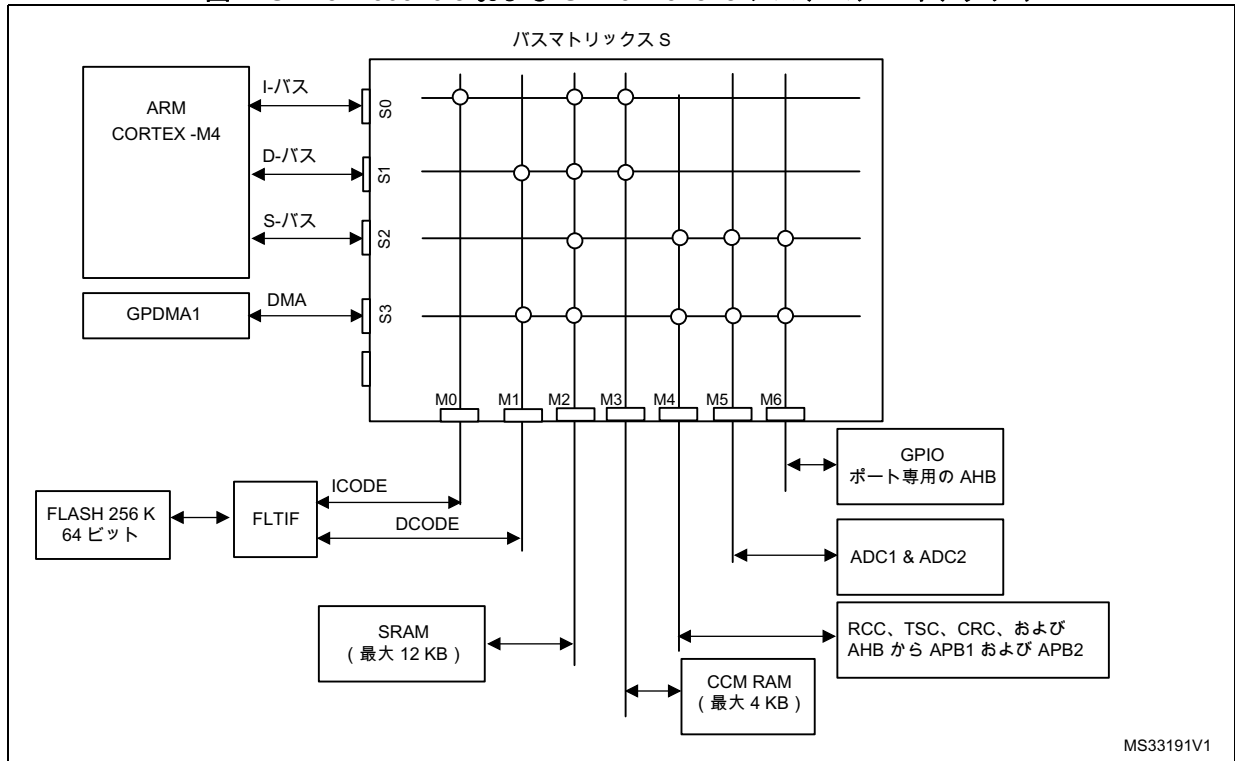 バスマトリックス S
ARM
CORTEX -M4
I-バス
D-バス
S-バス
DMA
GPDMA1
S0
S1
S2
S3
M0 M1 M2 M3 M4 M5 M6
GPIO
ポート専用の AHB
ICODE
DCODE
FLASH 256 K
64 ビット
FLTIF
ADC1 & ADC2
SRAM
( 最大 12 KB )
RCC、TSC、CRC、および
AHB から APB1 および APB2
CCM RAM
( 最大 4 KB )
MS33191V1